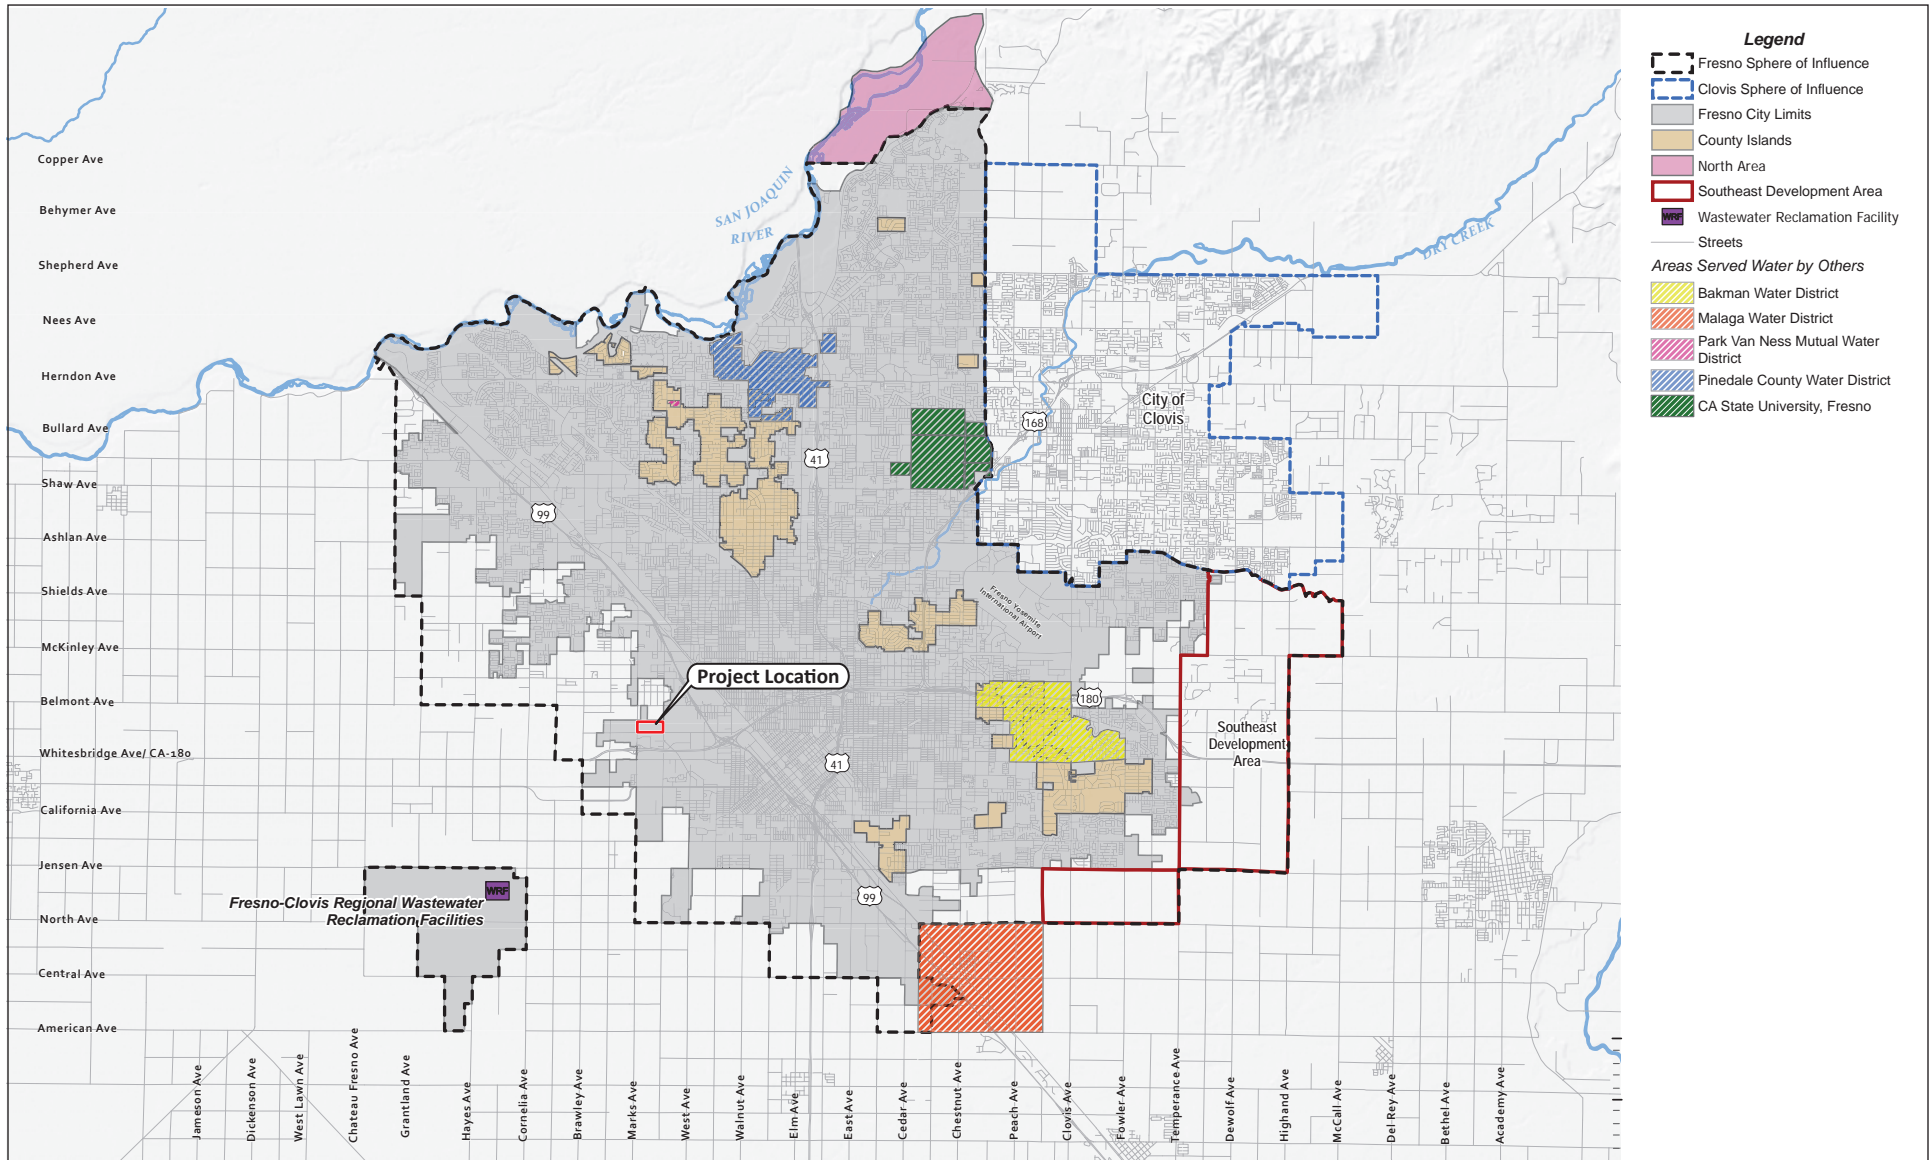 Legend
Fresno Sphere of Influence
Clovis Sphere of Influence
Fresno City Limits
County Islands
North Area
Southeast Development Area
WRF
Wastewater Reclamation Facility
Streets
Areas Served Water by Others
Bakman Water District
Malaga Water District
Park Van Ness Mutual Water
District
Pinedale County Water District
CA State University, Fresno
Copper Ave
Behymer Ave
Shepherd Ave
Nees Ave
Herndon Ave
Bullard Ave
Shaw Ave
Ashlan Ave
Shields Ave
McKinley Ave
Belmont Ave
Whitesbridge Ave/ CA-180
California Ave
Jensen Ave
North Ave
Central Ave
American Ave
SAN JOAQUIN
RIVER
DRY CREEK
City of
Clovis
168
41
99
Fresno Yosemite
International Airport
Project Location
180
Southeast
Development
Area
41
99
WRF
Fresno-Clovis Regional Wastewater
Reclamation Facilities
Jameson Ave
Dickenson Ave
West Lawn Ave
Chateau Fresno Ave
Grantland Ave
Hayes Ave
Cornelia Ave
Brawley Ave
Marks Ave
West Ave
Walnut Ave
Elm Ave
East Ave
Cedar Ave
Chestnut Ave
Peach Ave
Clovis Ave
Fowler Ave
Temperance Ave
Dewolf Ave
Highand Ave
McCall Ave
Del Rey Ave
Bethel Ave
Academy Ave